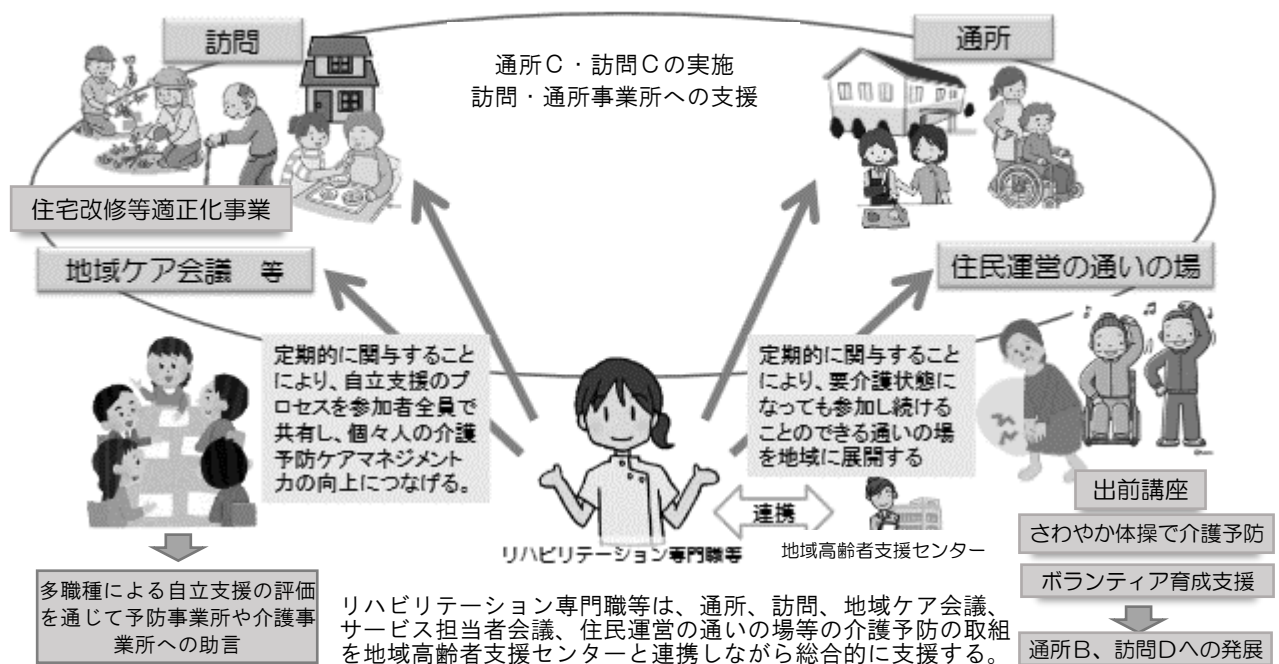 訪問
通所
通所C・訪問Cの実施
訪問・通所事業所への支援
住宅改修等適正化事業
地域ケア会議 等
住民運営の通いの場
定期的に関与すること
により、自立支援のプ
ロセスを参加者全員で
共有し、個々人の介護
予防ケアマネジメント
力の向上につなげる。
定期的に関与すること
により、要介護状態に
なっても参加し続ける
ことのできる通いの場
を地域に展開する
連携
リハビリテーション専門職等
地域高齢者支援センター
出前講座
さわやか体操で介護予防
ボランティア育成支援
通所B、訪問Dへの発展
多職種による自立支援の評価
を通じて予防事業所や介護事
業所への助言
リハビリテーション専門職等は、通所、訪問、地域ケア会議、
サービス担当者会議、住民運営の通いの場等の介護予防の取組
を地域高齢者支援センターと連携しながら総合的に支援する。